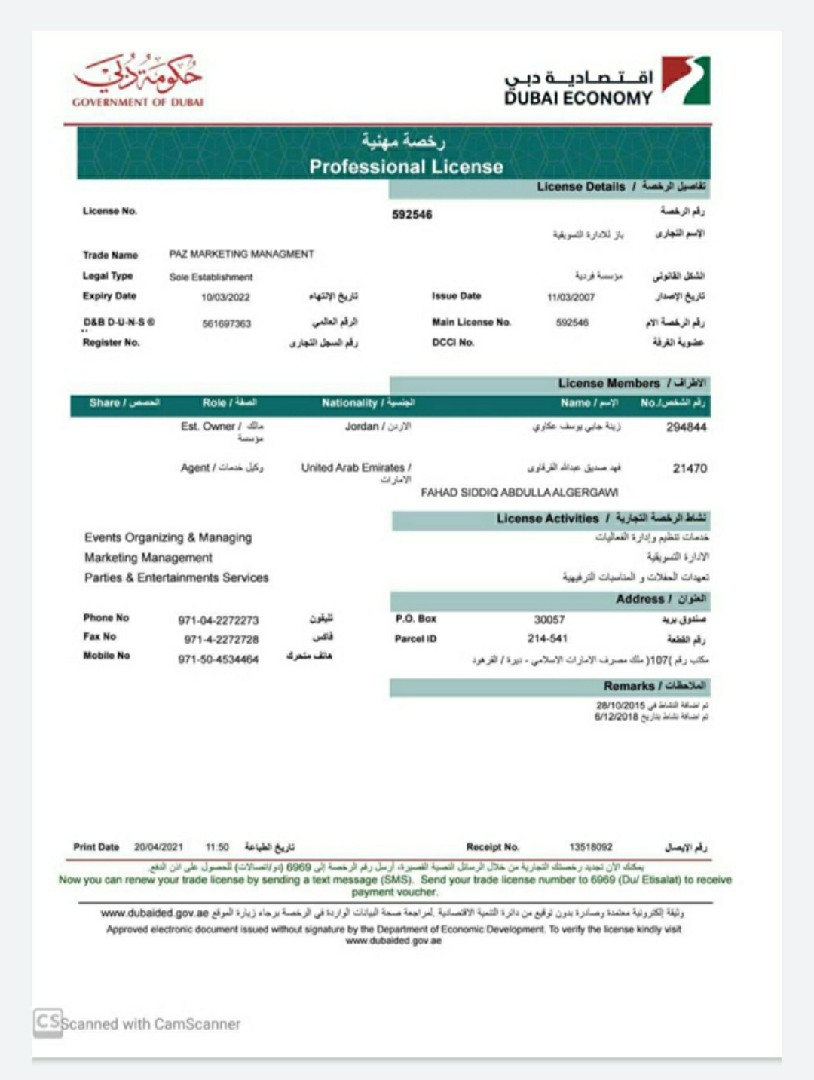 حكومة دبي
GOVERNMENT OF DUBAI
اقـتـصـاديـة دبي
DUBAI ECONOMY
رخصة مهنية
Professional License
License Details / تفاصيل الرخصة
License No. 592546 رقم الرخصة
باز للادارة التسويقية الاسم التجارى
Trade Name PAZ MARKETING MANAGMENT
Legal Type Sole Establishment مؤسسة فردية الشكل القانونى
Expiry Date 10/03/2022 تاريخ الإنتهاء Issue Date 11/03/2007 تاريخ الإصدار
D&B D-U-N-S ® 561697363 الرقم العالمي Main License No. 592546 رقم الرخصة الام
Register No. رقم السجل التجارى DCCI No. عضوية الغرفة
License Members / الاطراف
Share / الحصص Role / الصفة Nationality / الجنسية Name / الإسم No./رقم الشخص
Est. Owner / مالك Jordan / الاردن زينة جابي يوسف عكاوي 294844
مؤسسة
Agent / وكيل خدمات United Arab Emirates / فهد صديق عبدالله القرقاوى 21470
الامارات
FAHAD SIDDIQ ABDULLA ALGERGAWI
License Activities / نشاط الرخصة التجارية
Events Organizing & Managing خدمات تنظيم وإدارة الفعاليات
Marketing Management الادارة التسويقية
Parties & Entertainments Services تعهدات الحفلات و المناسبات الترفيهية
Address / العنوان
Phone No 971-04-2272273 تليفون P.O. Box 30057 صندوق بريد
Fax No 971-4-2272728 فاكس Parcel ID 214-541 رقم القطعة
Mobile No 971-50-4534464 هاتف متحرك مكتب رقم (107) ملك مصرف الامارات الاسلامي - ديرة / القرهود
Remarks / الملاحظات
تم اضافة النشاط فى 28/10/2015
تم اضافة نشاط بتاريخ 6/12/2018
Print Date 20/04/2021 11:50 تاريخ الطباعة Receipt No. 13518092 رقم الإيصال
يمكنك الآن تجديد رخصتك التجارية من خلال الرسائل النصية القصيرة، أرسل رقم الرخصة إلى 6969 (دو/اتصالات) للحصول على اذن الدفع.
Now you can renew your trade license by sending a text message (SMS). Send your trade license number to 6969 (Du/ Etisalat) to receive
payment voucher.
وثيقة إلكترونية معتمدة وصادرة بدون توقيع من دائرة التنمية الاقتصادية .لمراجعة صحة البيانات الواردة في الرخصة برجاء زيارة الموقع www.dubaided.gov.ae
Approved electronic document issued without signature by the Department of Economic Development. To verify the license kindly visit
www.dubaided.gov.ae
CS Scanned with CamScanner